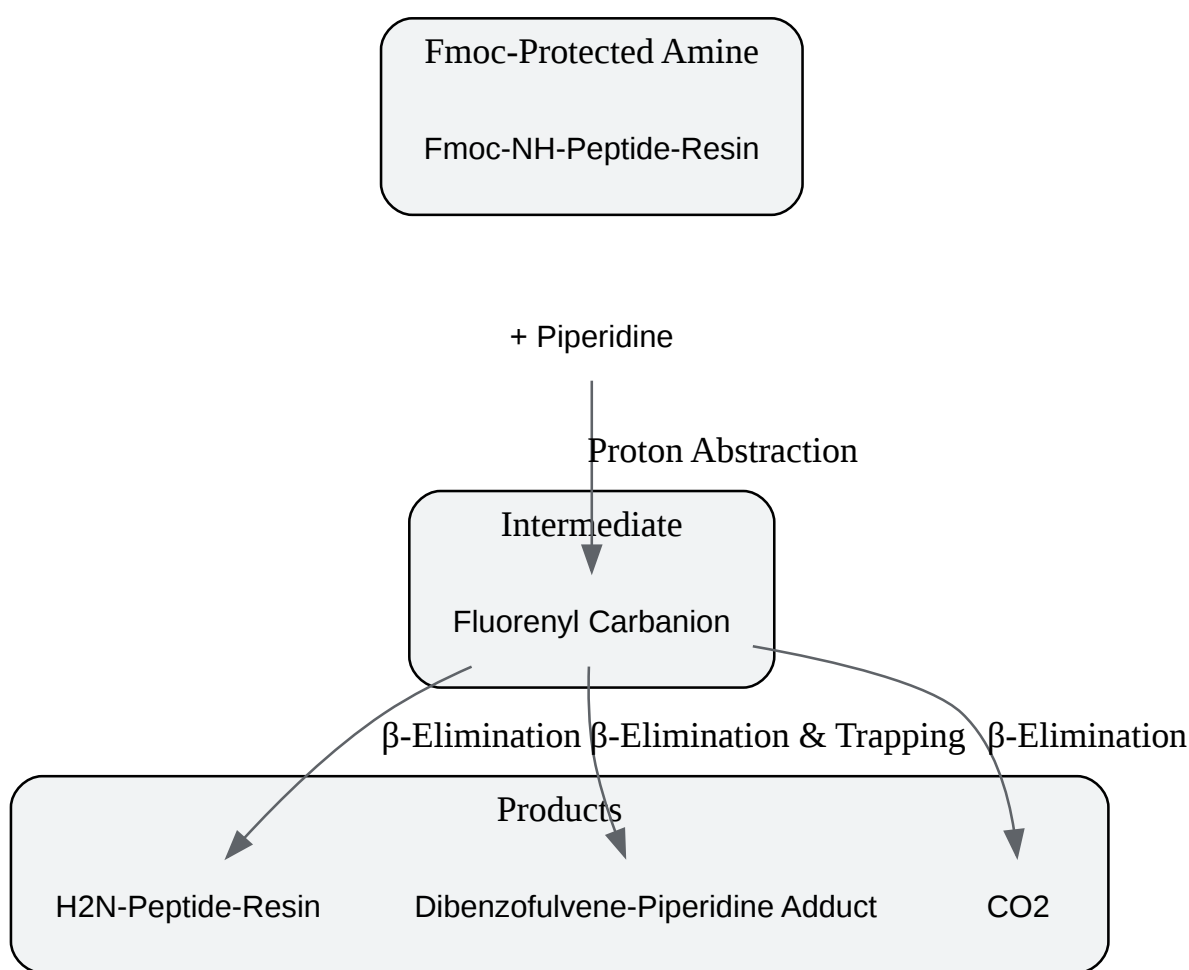 Fmoc-Protected Amine
Fmoc-NH-Peptide-Resin
+ Piperidine
Proton Abstraction
Intermediate
Fluorenyl Carbanion
β-Elimination
β-Elimination & Trapping
β-Elimination
Products
H2N-Peptide-Resin
Dibenzofulvene-Piperidine Adduct
CO2